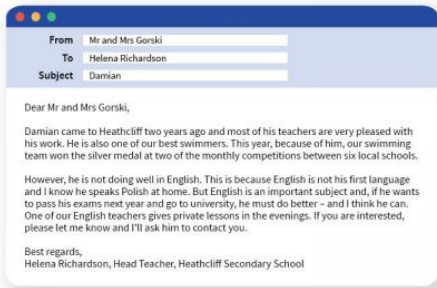 From Mr and Mrs Gorski
To Helena Richardson
Subject Damian
Dear Mr and Mrs Gorski,
Damian came to Heathcliff two years ago and most of his teachers are very pleased with
his work. He is also one of our best swimmers. This year, because of him, our swimming
team won the silver medal at two of the monthly competitions between six local schools.
However, he is not doing well in English. This is because English is not his first language
and I know he speaks Polish at home. But English is an important subject and, if he wants
to pass his exams next year and go to university, he must do better – and I think he can.
One of our English teachers gives private lessons in the evenings. If you are interested,
please let me know and I'll ask him to contact you.
Best regards,
Helena Richardson, Head Teacher, Heathcliff Secondary School